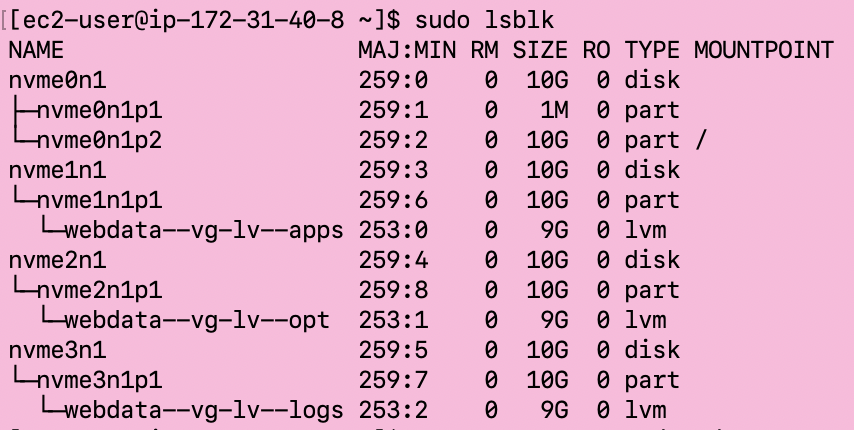 [[ec2-user@ip-172-31-40-8 ~]$ sudo lsblk
NAME                     MAJ:MIN RM SIZE RO TYPE MOUNTPOINT
nvme0n1                  259:0    0  10G  0 disk
├─nvme0n1p1              259:1    0   1M  0 part
└─nvme0n1p2              259:2    0  10G  0 part /
nvme1n1                  259:3    0  10G  0 disk
└─nvme1n1p1              259:6    0  10G  0 part
  └─webdata--vg-lv--apps 253:0    0   9G  0 lvm
nvme2n1                  259:4    0  10G  0 disk
└─nvme2n1p1              259:8    0  10G  0 part
  └─webdata--vg-lv--opt  253:1    0   9G  0 lvm
nvme3n1                  259:5    0  10G  0 disk
└─nvme3n1p1              259:7    0  10G  0 part
  └─webdata--vg-lv--logs 253:2    0   9G  0 lvm